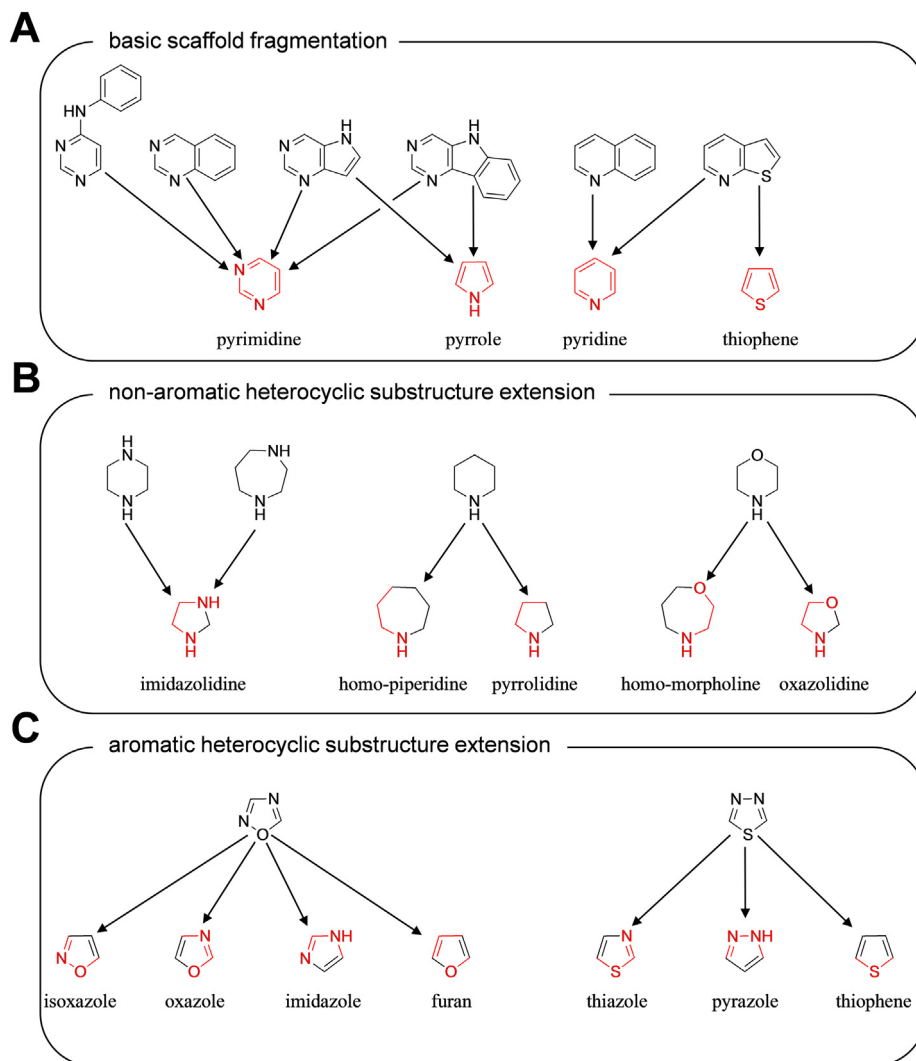 A
basic scaffold fragmentation
HN
N
N
N
N
N
N
H
N
N
N
H
N
N
N
S
N
N
N
H
N
S
pyrimidine
pyrrole
pyridine
thiophene
B
non-aromatic heterocyclic substructure extension
H
N
N
H
NH
N
H
N
H
O
N
H
NH
N
H
N
H
N
H
O
N
H
O
N
H
imidazolidine
homo-piperidine
pyrrolidine
homo-morpholine
oxazolidine
C
aromatic heterocyclic substructure extension
N
N
O
N N
S
N
O
N
O
NH
N
O
N
S
N NH
S
isoxazole
oxazole
imidazole
furan
thiazole
pyrazole
thiophene